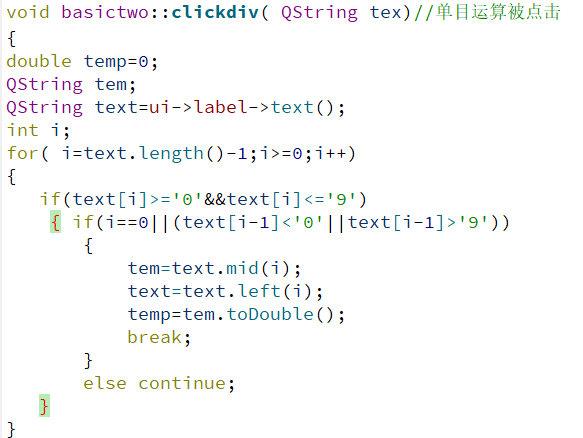 void basictwo::clickdiv( QString tex)//单目运算被点击
{
double temp=0;
QString tem;
QString text=ui->label->text();
int i;
for( i=text.length()-1;i>=0;i++)
{
   if(text[i]>='0'&&text[i]<='9')
    { if(i==0||(text[i-1]<'0'||text[i-1]>'9'))
       {
           tem=text.mid(i);
           text=text.left(i);
           temp=tem.toDouble();
           break;
       }
       else continue;
   }
}